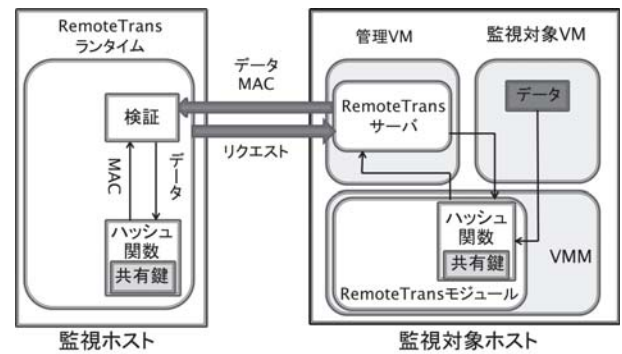 RemoteTrans
ランタイム
検証
MAC
データ
ハッシュ
関数
共有鍵
監視ホスト
データ
MAC
リクエスト
管理VM
監視対象VM
RemoteTrans
サーバ
データ
ハッシュ
関数
共有鍵
VMM
RemoteTransモジュール
監視対象ホスト